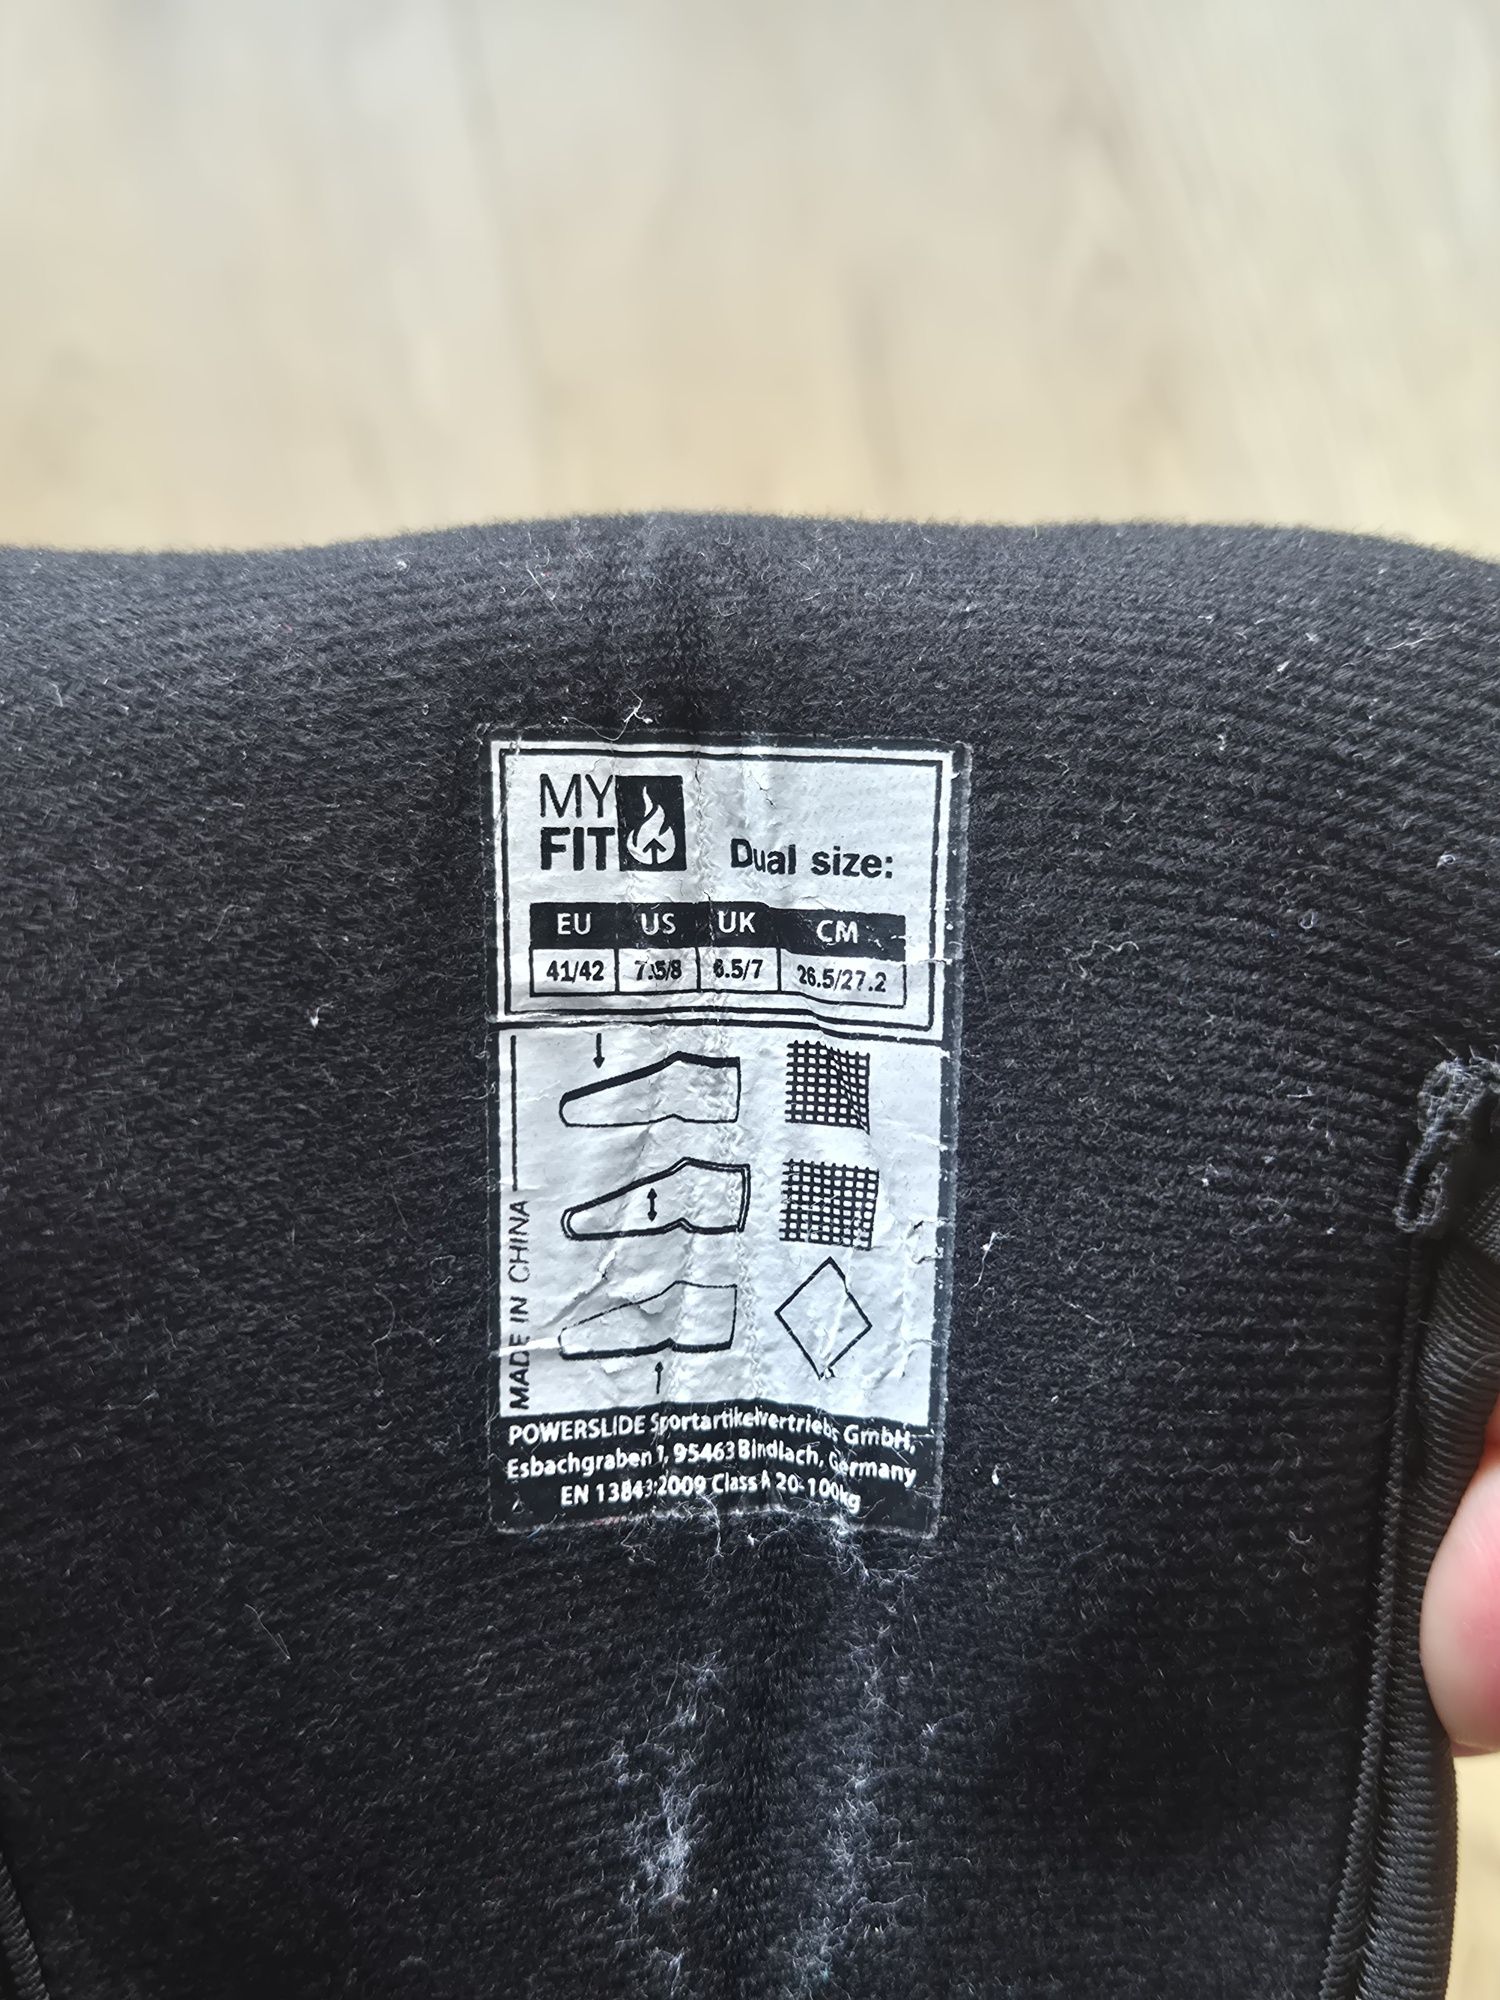 MY
FIT
Dual size:
EU US UK CM
41/42 7.5/8 6.5/7 26.5/27.2
MADE IN CHINA
POWERSLIDE Sportartikelvertriebs GmbH,
Esbachgraben 1, 95463 Bindlach, Germany
EN 13843:2009 Class A 20-100kg